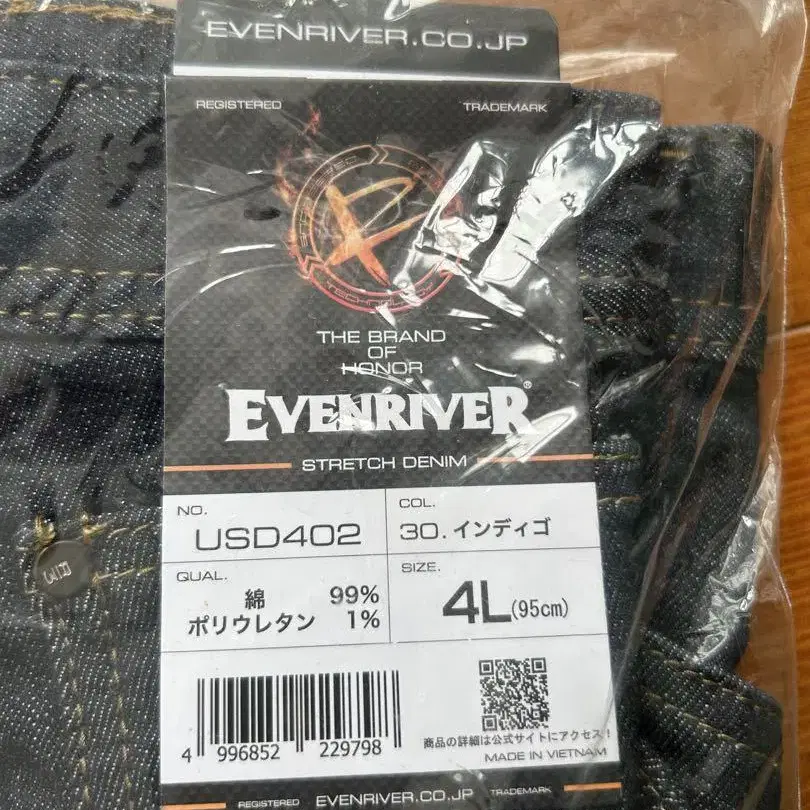 EVENRIVER.CO.JP
REGISTERED TRADEMARK
TECHNOLOGY
THE BRAND
OF
HONOR
EVENRIVER®
STRETCH DENIM
NO.
USD402
COL.
30. インディゴ
QUAL.
綿 99%
ポリウレタン 1%
SIZE.
4L(95cm)
4 996852 229798
商品の詳細は公式サイトにアクセス!
MADE IN VIETNAM
REGISTERED EVENRIVER.CO.JP TRADEMARK